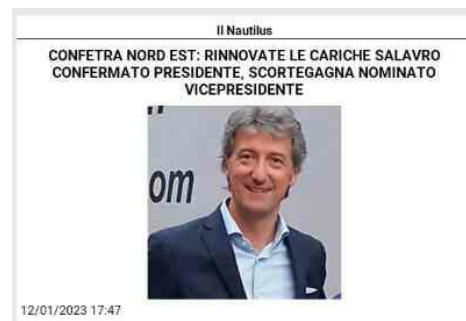 Il Nautilus
CONFETRA NORD EST: RINNOVATE LE CARICHE SALAVRO
CONFERMATO PRESIDENTE, SCORTEGAGNA NOMINATO
VICEPRESIDENTE
om
12/01/2023 17:47